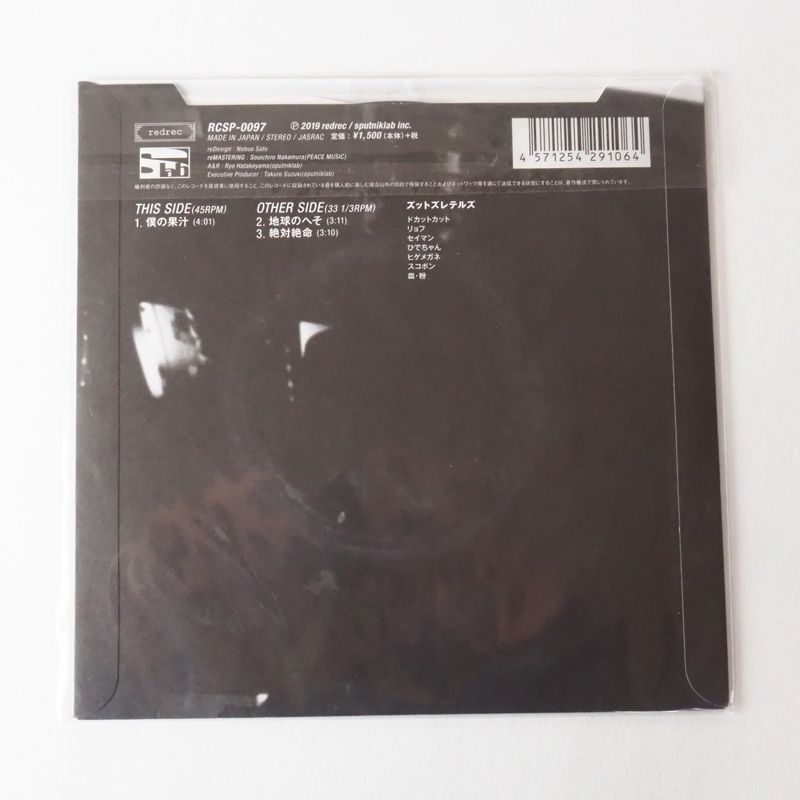 redrec
RCSP-0097
Ⓟ 2019 redrec / sputniklab inc.
MADE IN JAPAN / STEREO / JASRAC 定価:¥1,500(本体)+税
reDesign : Nobuo Sato
reMASTERING : Souichiro Nakamura(PEACE MUSIC)
A&R : Ryo Hatakeyama(sputniklab)
Executive Producer : Takuro Suzuki(sputniklab)
4 571254 291064
THIS SIDE(45RPM)
1. 僕の果汁 (4:01)
OTHER SIDE(33 1/3RPM)
2. 地球のへそ (3:11)
3. 絶対絶命 (3:10)
ズットズレテルズ
ドカットカット
リョフ
セイマン
ひでちゃん
ヒゲメガネ
スコポン
皿・粉